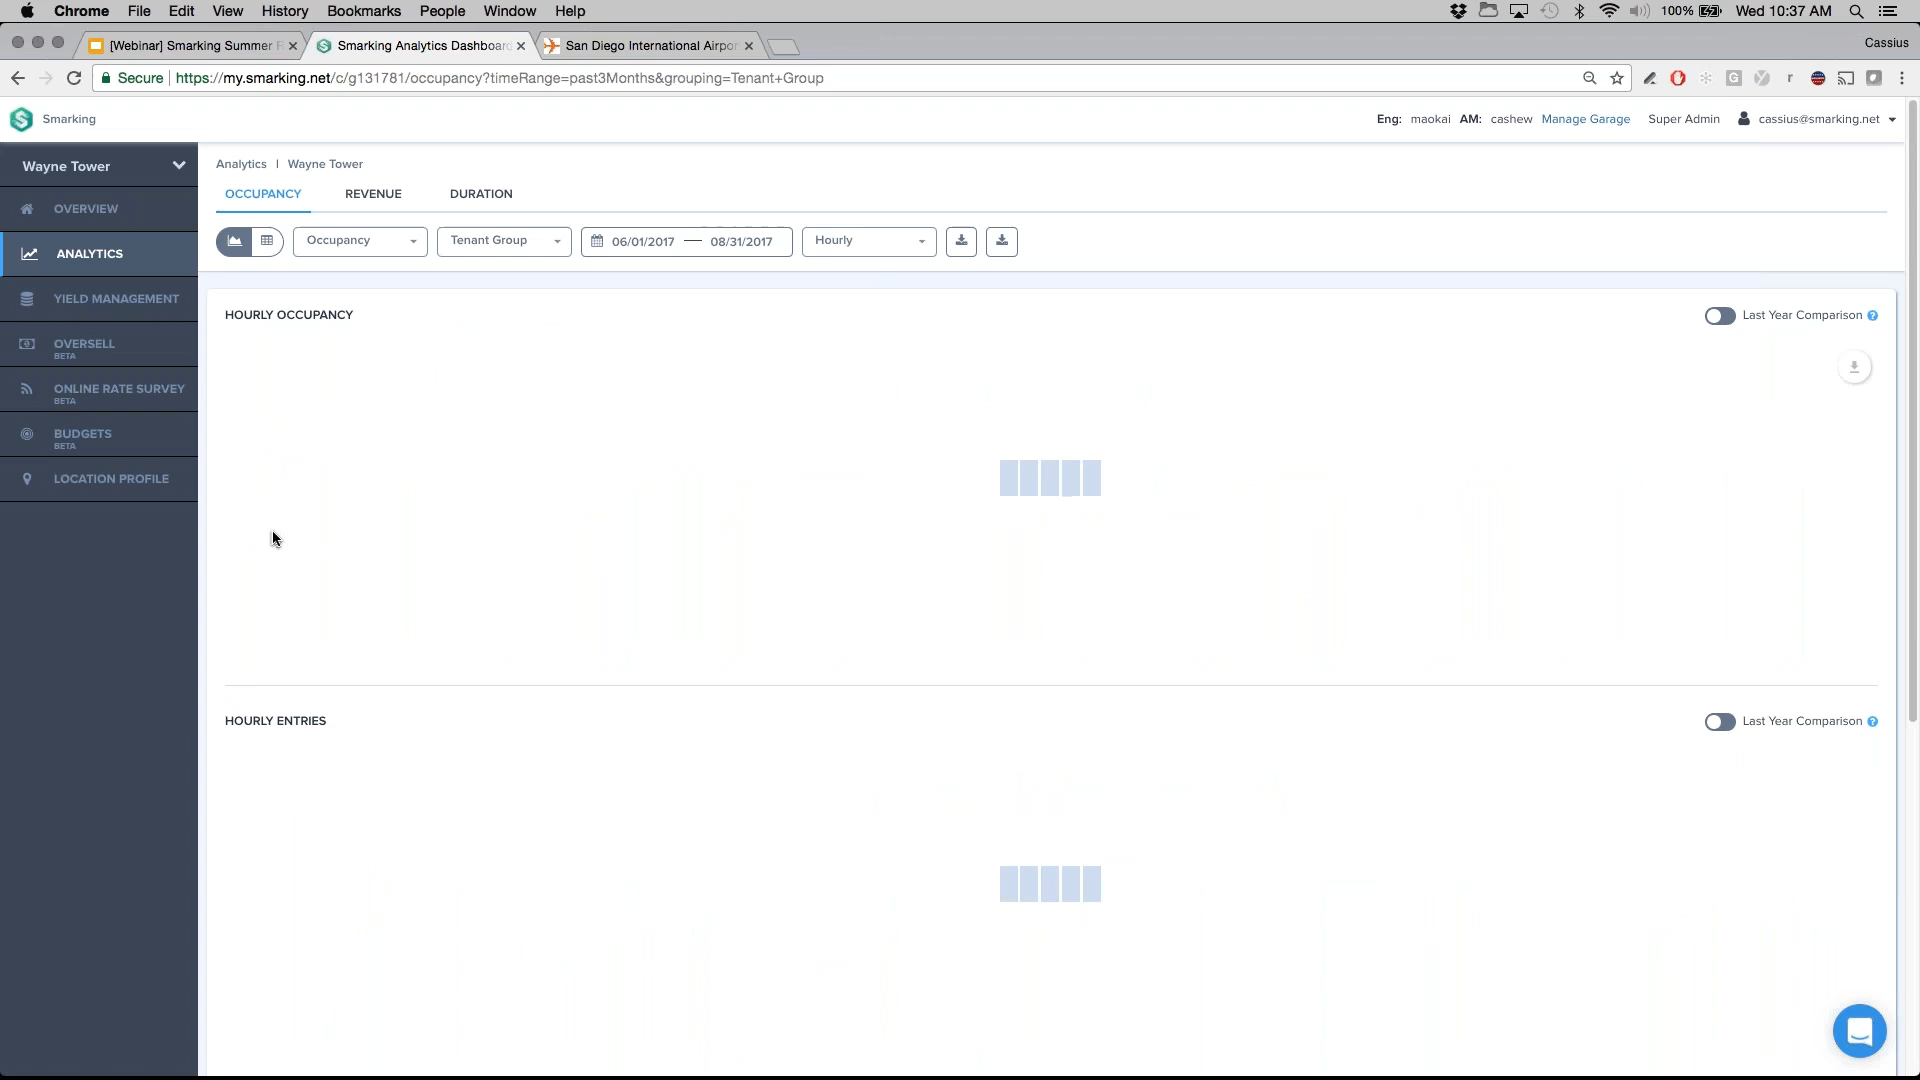 Chrome File Edit View History Bookmarks People Window Help 100% Wed 10:37 AM
[Webinar] Smarking Summer Smarking Analytics Dashboard San Diego International Airpor Cassius
Secure https://my.smarking.net/c/g131781/occupancy?timeRange=past3Months&grouping=Tenant+Group
Smarking Eng: maokai AM: cashew Manage Garage Super Admin cassius@smarking.net
Wayne Tower
OVERVIEW
ANALYTICS
YIELD MANAGEMENT
OVERSELL
BETA
ONLINE RATE SURVEY
BETA
BUDGETS
BETA
LOCATION PROFILE
Analytics | Wayne Tower
OCCUPANCY REVENUE DURATION
Occupancy Tenant Group 06/01/2017 — 08/31/2017 Hourly
HOURLY OCCUPANCY Last Year Comparison ?
HOURLY ENTRIES Last Year Comparison ?